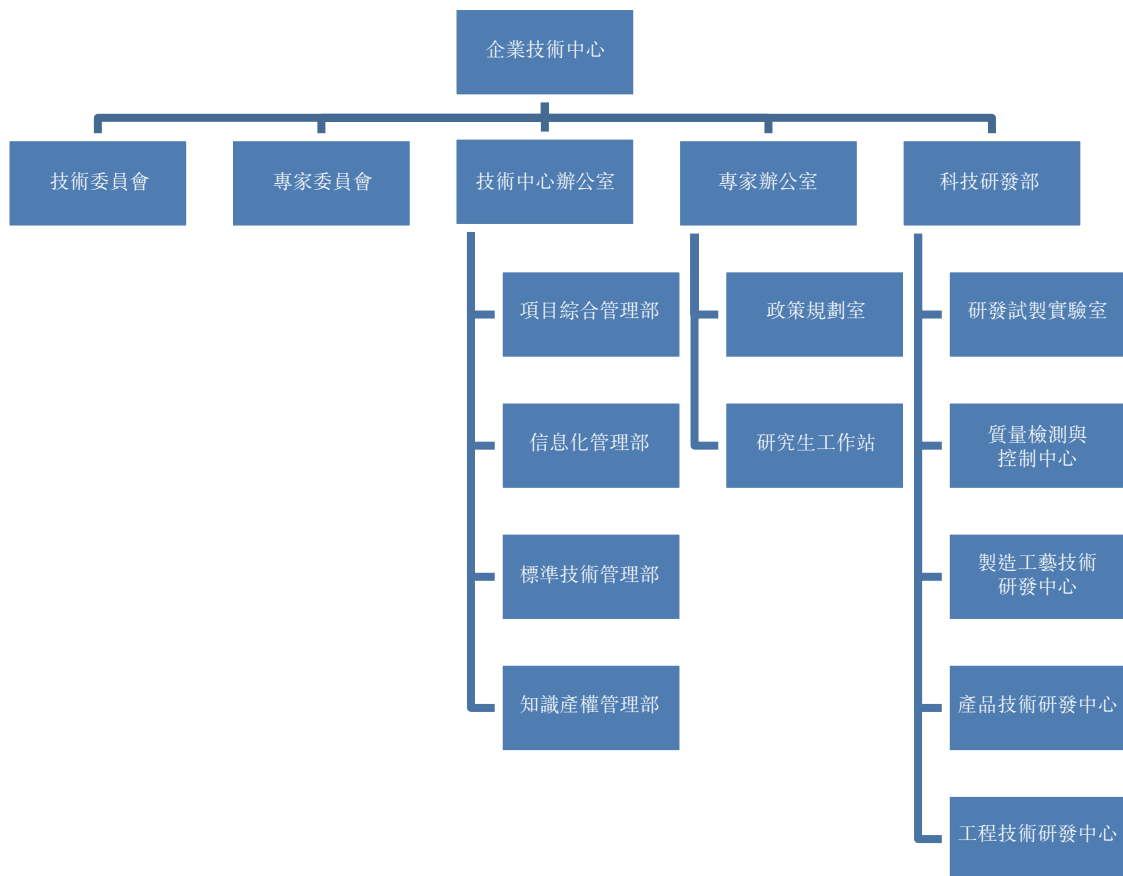 企業技術中心
技術委員會
專家委員會
技術中心辦公室
專家辦公室
科技研發部
項目綜合管理部
政策規劃室
研發試製實驗室
信息化管理部
研究生工作站
質量檢測與
控制中心
標準技術管理部
製造工藝技術
研發中心
知識產權管理部
產品技術研發中心
工程技術研發中心